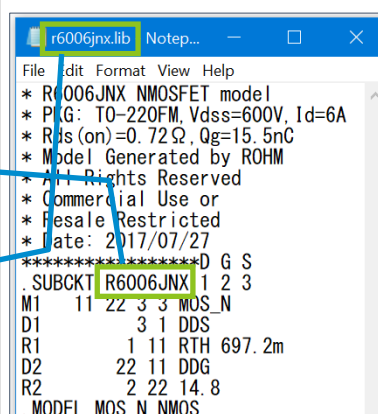 r6006jnx.lib Notep...
File Edit Format View Help
* R6006JNX NMOSFET model
* PKG: TO-220FM, Vdss=600V, Id=6A
* Rds(on)=0.72Ω, Qg=15.5nC
* Model Generated by ROHM
* All Rights Reserved
* Commercial Use or
* Resale Restricted
* Date: 2017/07/27
*****************D G S
.SUBCKT R6006JNX 1 2 3
M1 11 22 3 3 MOS_N
D1 3 1 DDS
R1 1 11 RTH 697.2m
D2 22 11 DDG
R2 2 22 14.8
.MODEL MOS_N NMOS